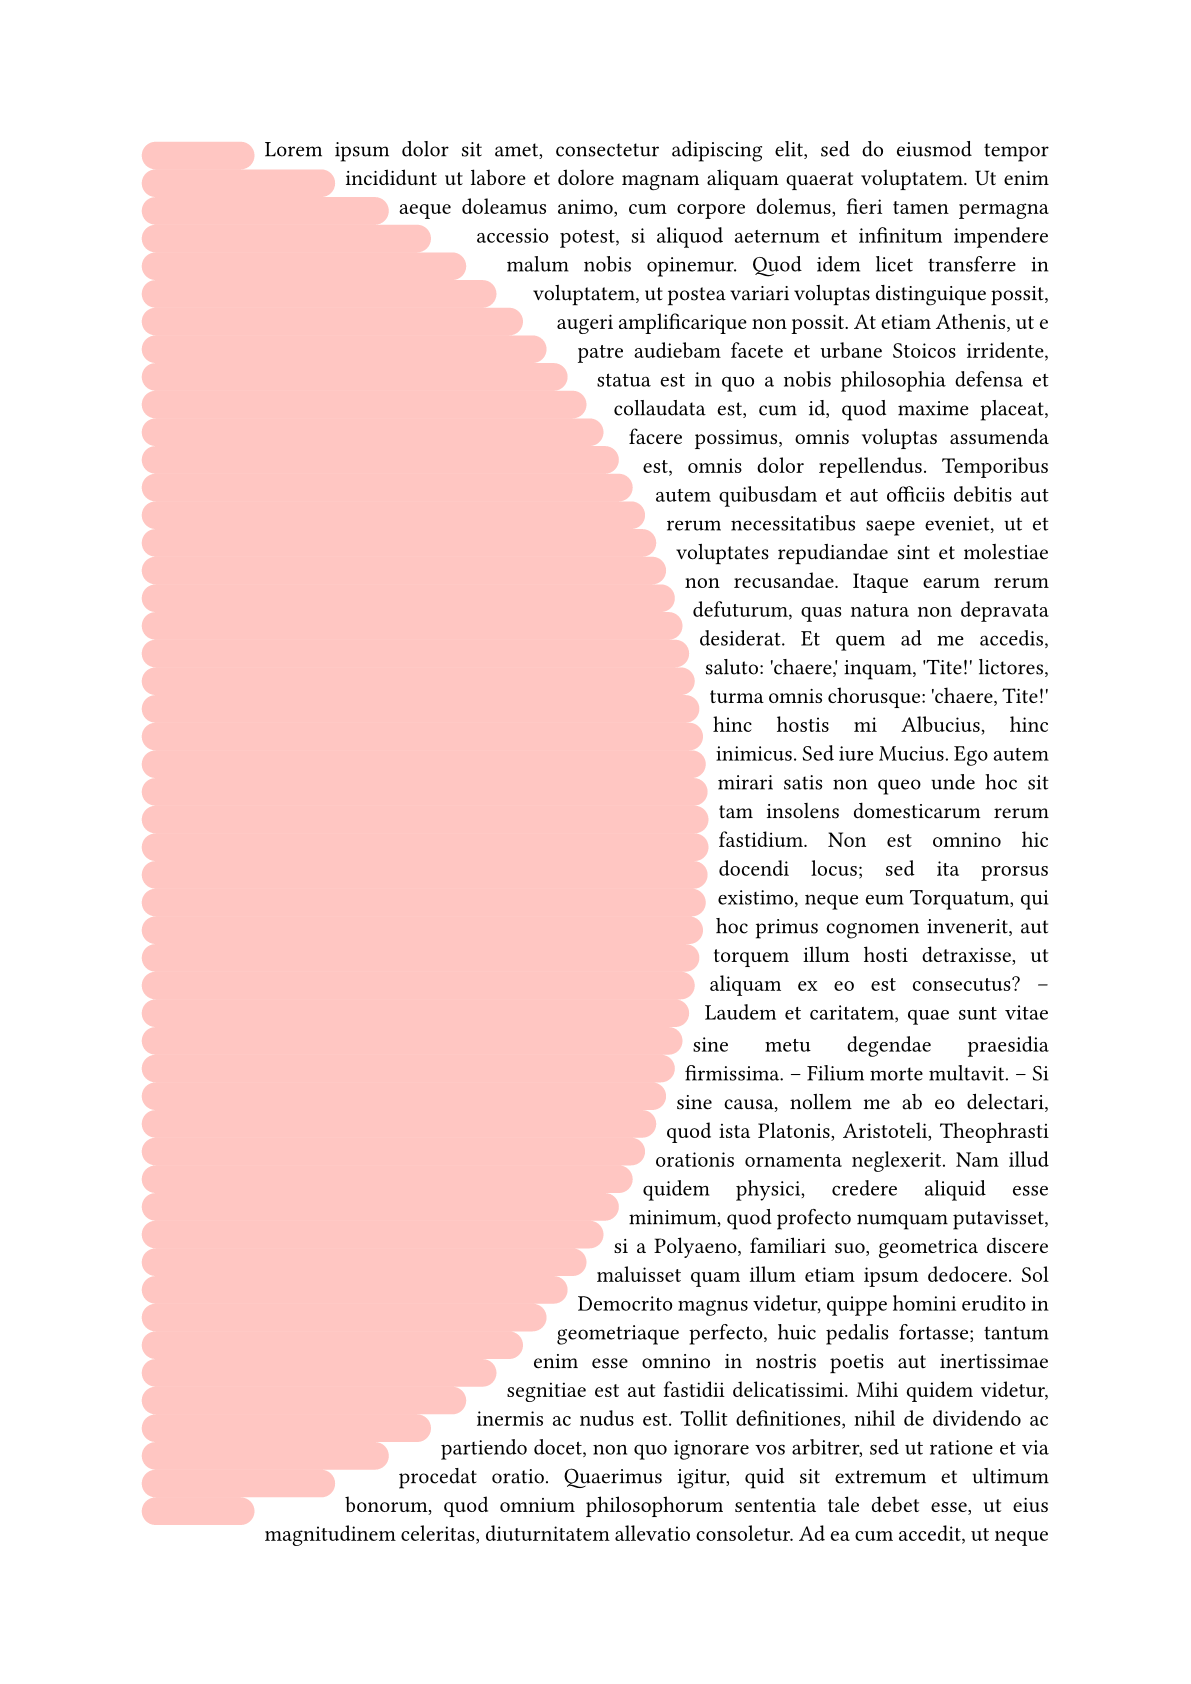 Lorem ipsum dolor sit amet, consectetur adipiscing elit, sed do eiusmod tempor
incididunt ut labore et dolore magnam aliquam quaerat voluptatem. Ut enim
aeque doleamus animo, cum corpore dolemus, fieri tamen permagna
accessio potest, si aliquod aeternum et infinitum impendere
malum nobis opinemur. Quod idem licet transferre in
voluptatem, ut postea variari voluptas distinguique possit,
augeri amplificarique non possit. At etiam Athenis, ut e
patre audiebam facete et urbane Stoicos irridente,
statua est in quo a nobis philosophia defensa et
collaudata est, cum id, quod maxime placeat,
facere possimus, omnis voluptas assumenda
est, omnis dolor repellendus. Temporibus
autem quibusdam et aut officiis debitis aut
rerum necessitatibus saepe eveniet, ut et
voluptates repudiandae sint et molestiae
non recusandae. Itaque earum rerum
defuturum, quas natura non depravata
desiderat. Et quem ad me accedis,
saluto: 'chaere,' inquam, 'Tite!' lictores,
turma omnis chorusque: 'chaere, Tite!'
hinc hostis mi Albucius, hinc
inimicus. Sed iure Mucius. Ego autem
mirari satis non queo unde hoc sit
tam insolens domesticarum rerum
fastidium. Non est omnino hic
docendi locus; sed ita prorsus
existimo, neque eum Torquatum, qui
hoc primus cognomen invenerit, aut
torquem illum hosti detraxisse, ut
aliquam ex eo est consecutus? –
Laudem et caritatem, quae sunt vitae
sine metu degendae praesidia
firmissima. – Filium morte multavit. – Si
sine causa, nollem me ab eo delectari,
quod ista Platonis, Aristoteli, Theophrasti
orationis ornamenta neglexerit. Nam illud
quidem physici, credere aliquid esse
minimum, quod profecto numquam putavisset,
si a Polyaeno, familiari suo, geometrica discere
maluisset quam illum etiam ipsum dedocere. Sol
Democrito magnus videtur, quippe homini erudito in
geometriaque perfecto, huic pedalis fortasse; tantum
enim esse omnino in nostris poetis aut inertissimae
segnitiae est aut fastidii delicatissimi. Mihi quidem videtur,
inermis ac nudus est. Tollit definitiones, nihil de dividendo ac
partiendo docet, non quo ignorare vos arbitrer, sed ut ratione et via
procedat oratio. Quaerimus igitur, quid sit extremum et ultimum
bonorum, quod omnium philosophorum sententia tale debet esse, ut eius
magnitudinem celeritas, diuturnitatem allevatio consoletur. Ad ea cum accedit, ut neque